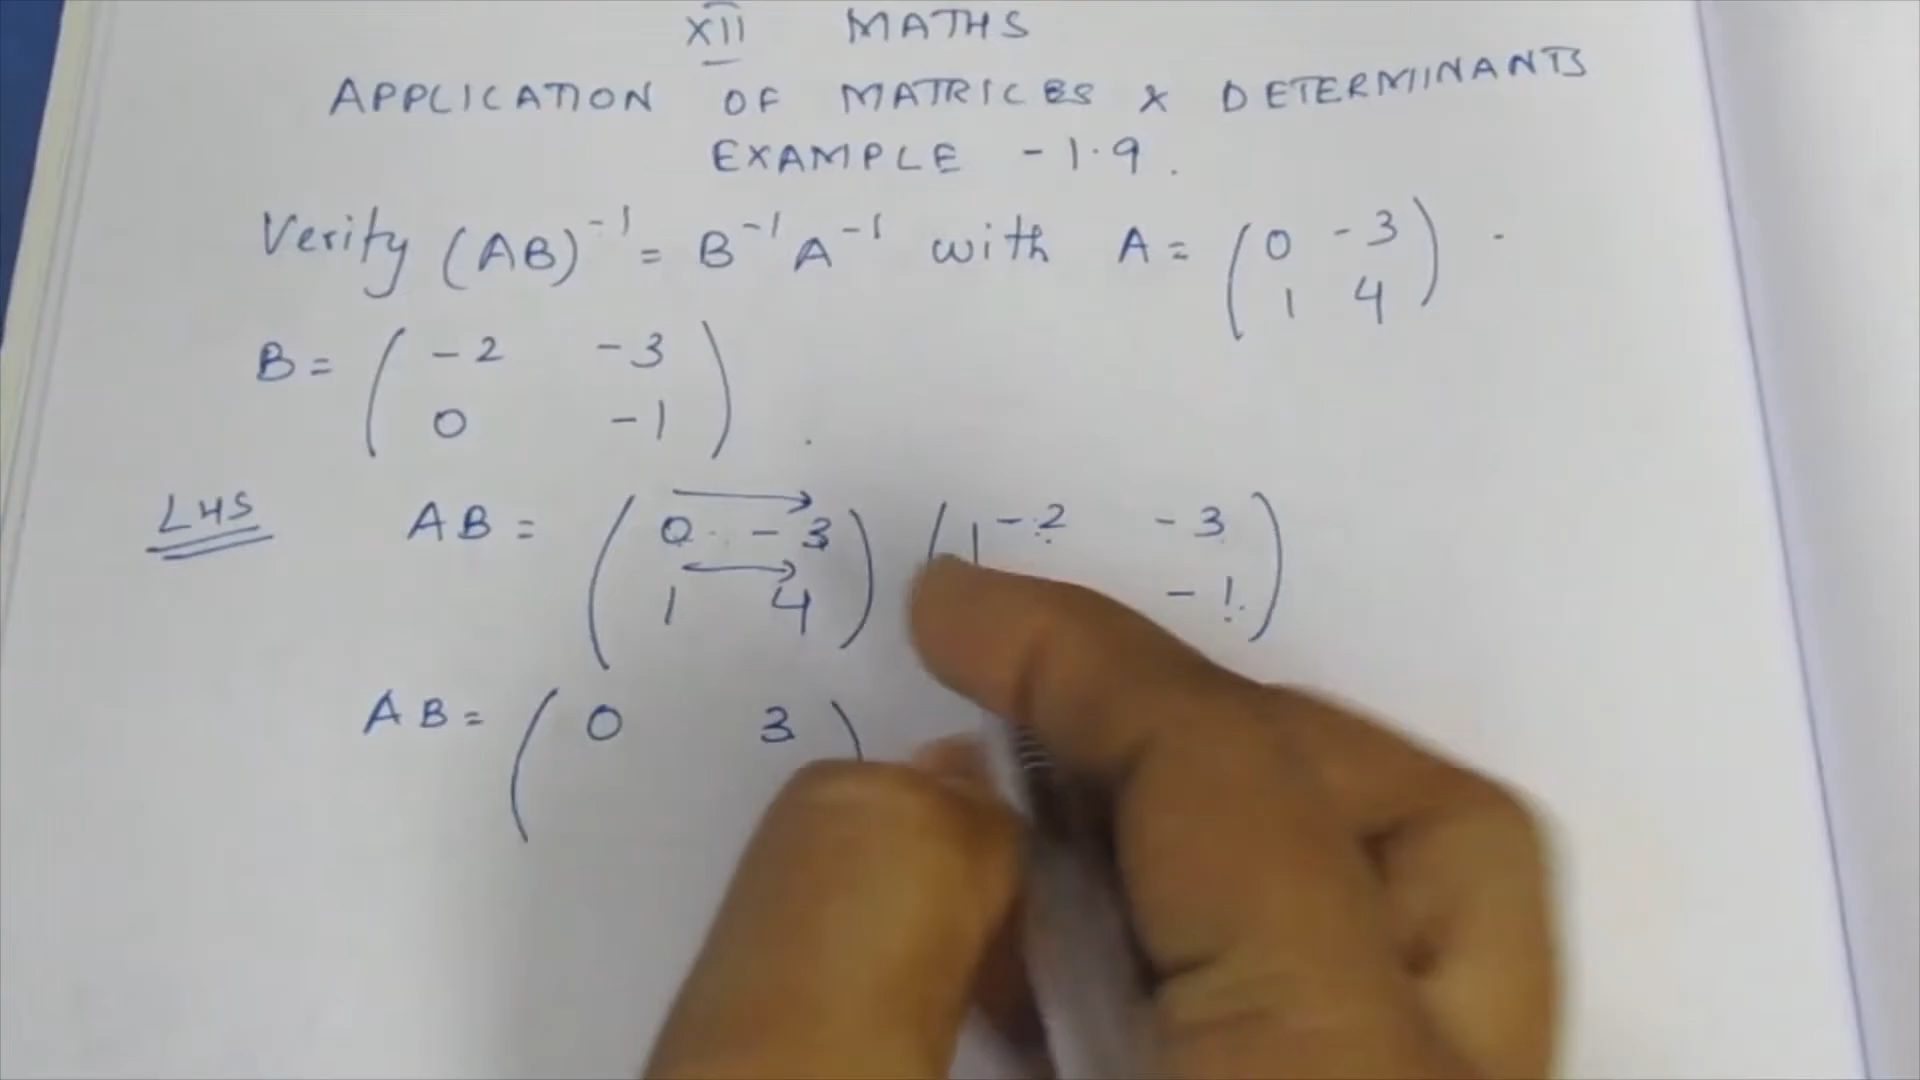 XII MATHS
APPLICATION OF MATRICES & DETERMINANTS
EXAMPLE - 1.9.
Verify (AB)⁻¹ = B⁻¹A⁻¹ with A = (0 -3
1 4)
B = (-2 -3
0 -1)
LHS AB = (0 -3 (-2 -3
1 4) -1)
AB = (0 3)